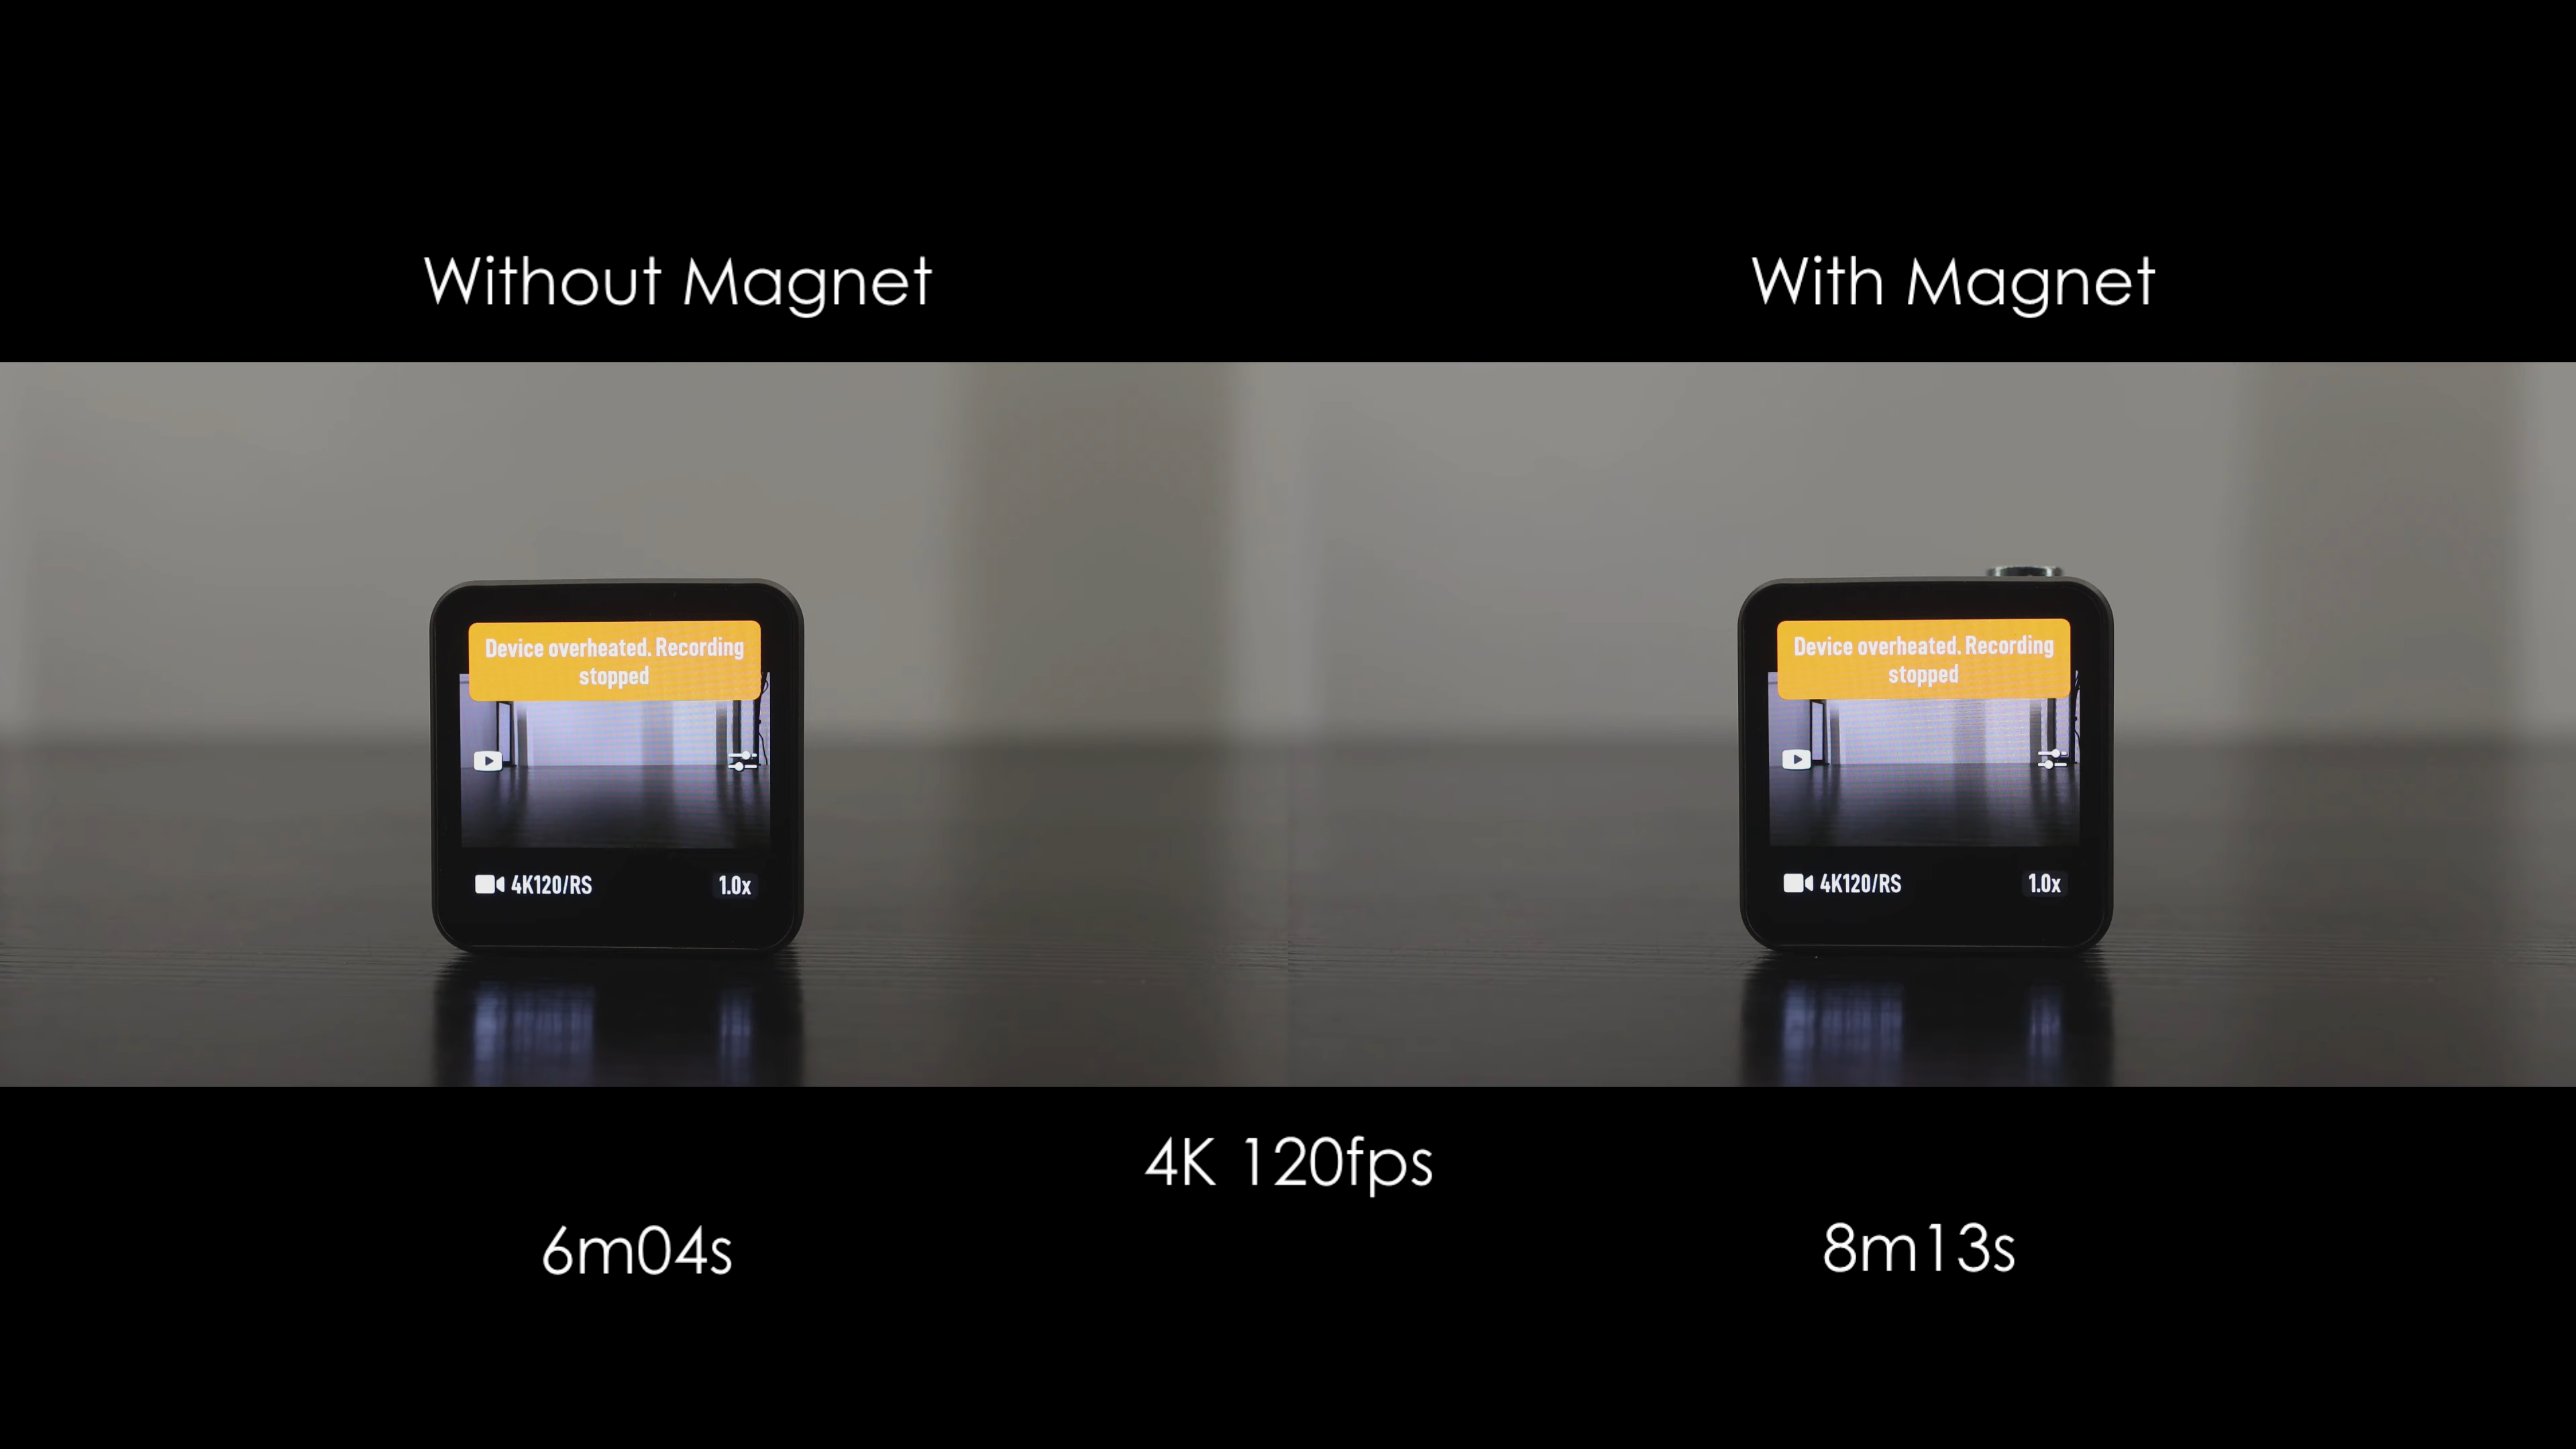 Without Magnet
With Magnet
Device overheated. Recording
stopped
4K120/RS
1.0x
Device overheated. Recording
stopped
4K120/RS
1.0x
4K 120fps
6m04s
8m13s